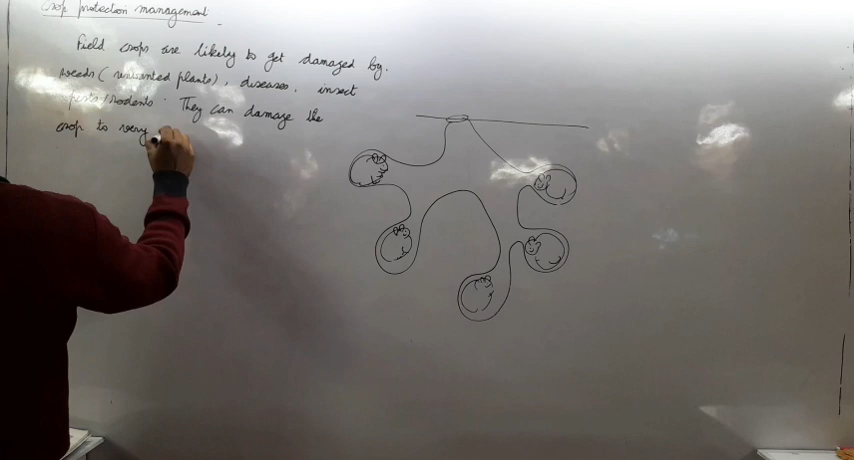 Crop protection management
Field crops are likely to get damaged by.
weeds (unwanted plants), diseases, insect
pests/rodents. They can damage the
crop to very